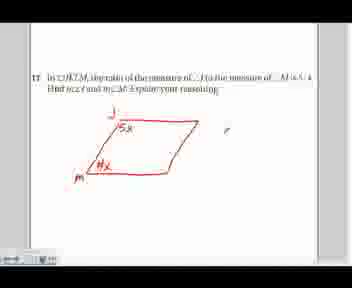 17 In ▱JKLM, the ratio of the measure of ∠J to the measure of ∠M is 5 : 4.
Find m∠J and m∠M. Explain your reasoning.
J
5x
4x
M